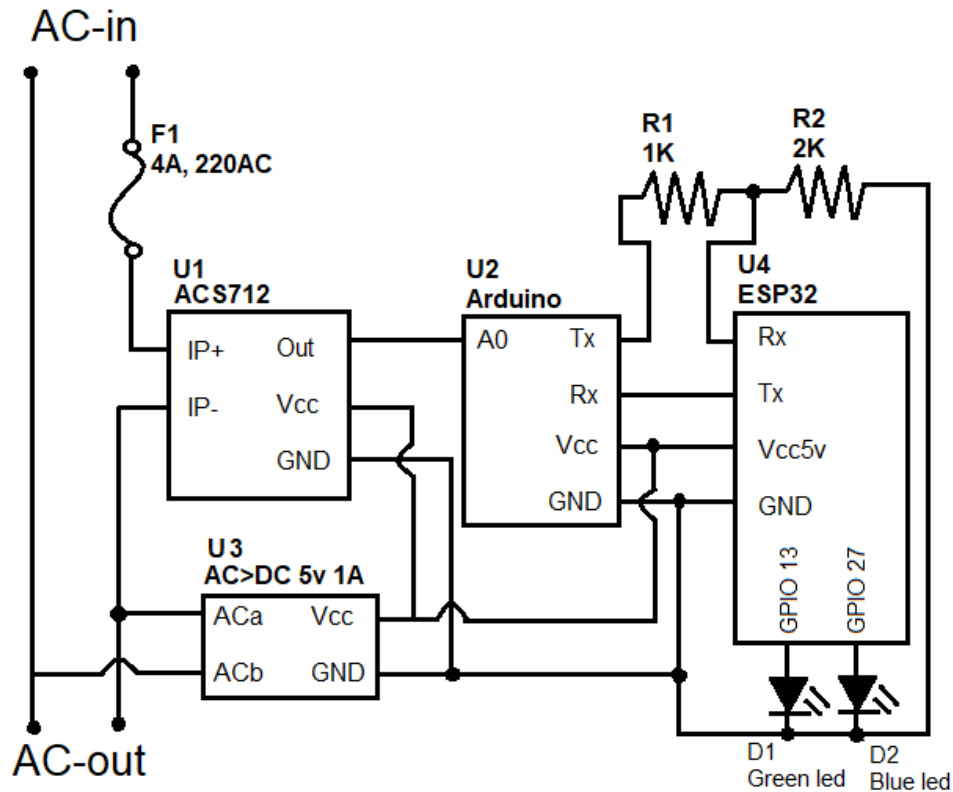 AC-in
F1
4A, 220AC
R1
1K
R2
2K
U1
ACS712
IP+
Out
IP-
Vcc
GND
U2
Arduino
A0
Tx
Rx
Vcc
GND
U4
ESP32
Rx
Tx
Vcc5v
GND
GPIO 13
GPIO 27
U3
AC>DC 5v 1A
ACa
Vcc
ACb
GND
AC-out
D1
Green led
D2
Blue led